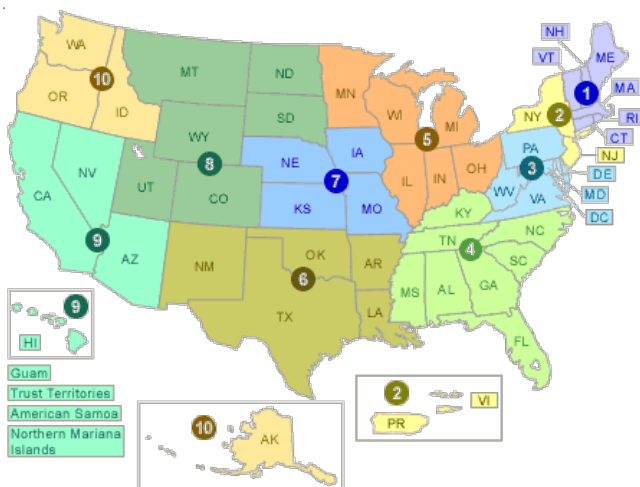 NH
WA
VT
ME
MT
ND
10
MN
1
MA
OR
ID
WI
2
NY
RI
SD
MI
5
CT
WY
PA
NJ
8
IA
3
DE
NE
OH
NV
IL
IN
WV
MD
7
UT
CO
VA
CA
KS
MO
KY
DC
NC
9
TN
4
OK
AZ
NM
AR
SC
6
MS
AL
GA
9
TX
LA
HI
FL
Guam
Trust Territories
2
American Samoa
VI
10
PR
Northern Mariana
Islands
AK